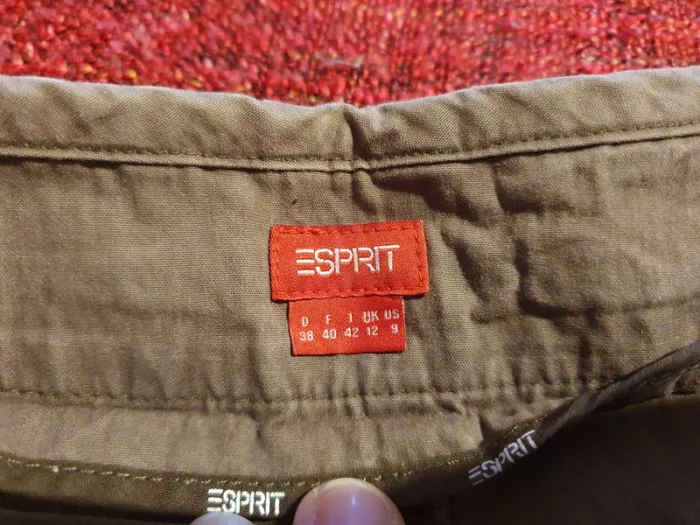 ESPRIT
D F I UK US
38 40 42 12 9
ESPRIT
ESPRIT